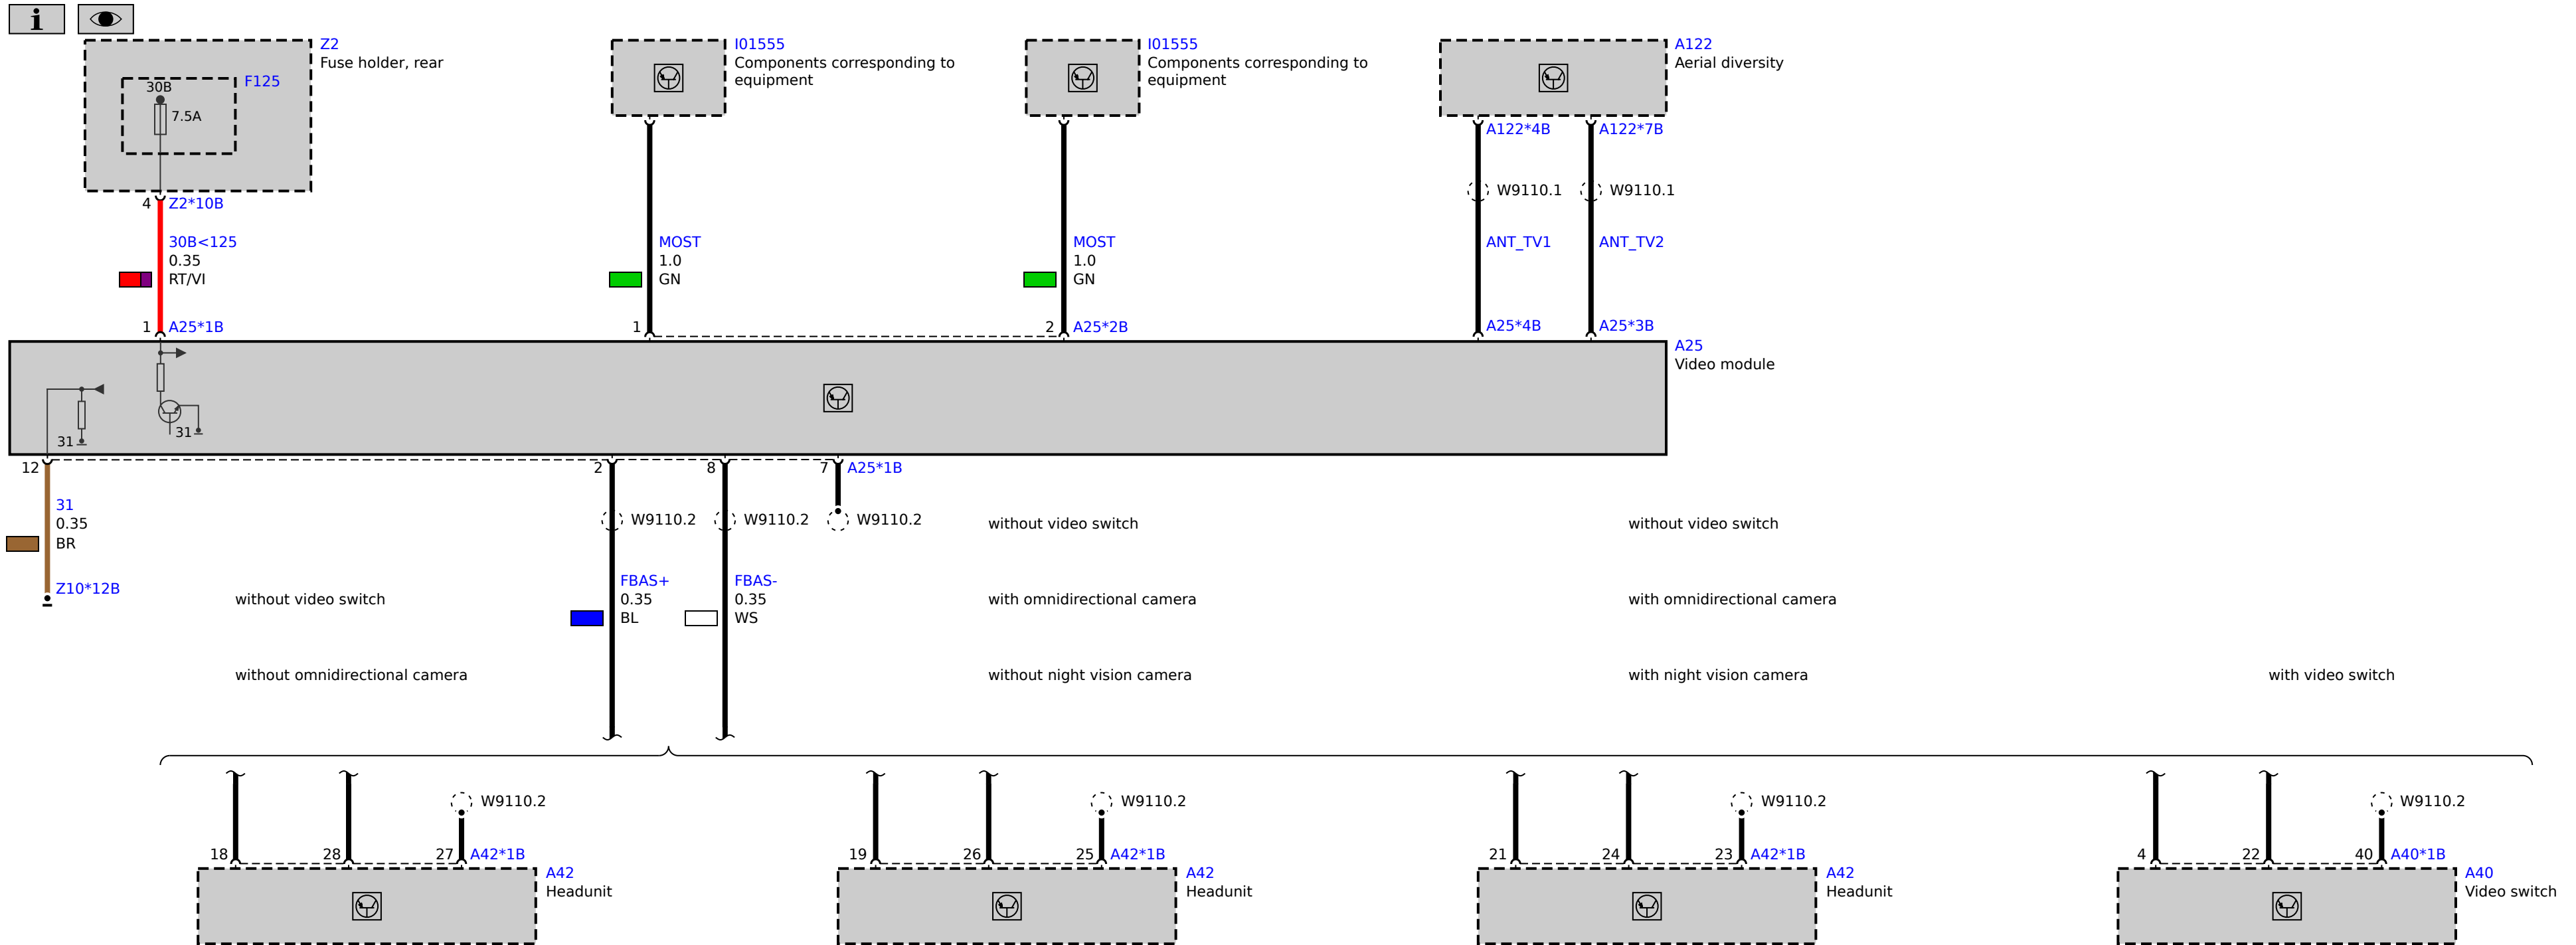 i
Z2
Fuse holder, rear
F125
30B
7.5A
I01555
Components corresponding to
equipment
I01555
Components corresponding to
equipment
A122
Aerial diversity
4 Z2*10B
A122*4B
A122*7B
W9110.1
W9110.1
30B<125
0.35
RT/VI
MOST
1.0
GN
MOST
1.0
GN
ANT_TV1
ANT_TV2
1 A25*1B
1
2 A25*2B
A25*4B
A25*3B
A25
Video module
31
31
12
2
8
7 A25*1B
31
0.35
BR
Z10*12B
W9110.2
W9110.2
W9110.2
FBAS+
0.35
BL
FBAS-
0.35
WS
without video switch
without omnidirectional camera
without video switch
with omnidirectional camera
without night vision camera
without video switch
with omnidirectional camera
with night vision camera
with video switch
W9110.2
18
28
27 A42*1B
A42
Headunit
W9110.2
19
26
25 A42*1B
A42
Headunit
W9110.2
21
24
23 A42*1B
A42
Headunit
W9110.2
4
22
40 A40*1B
A40
Video switch